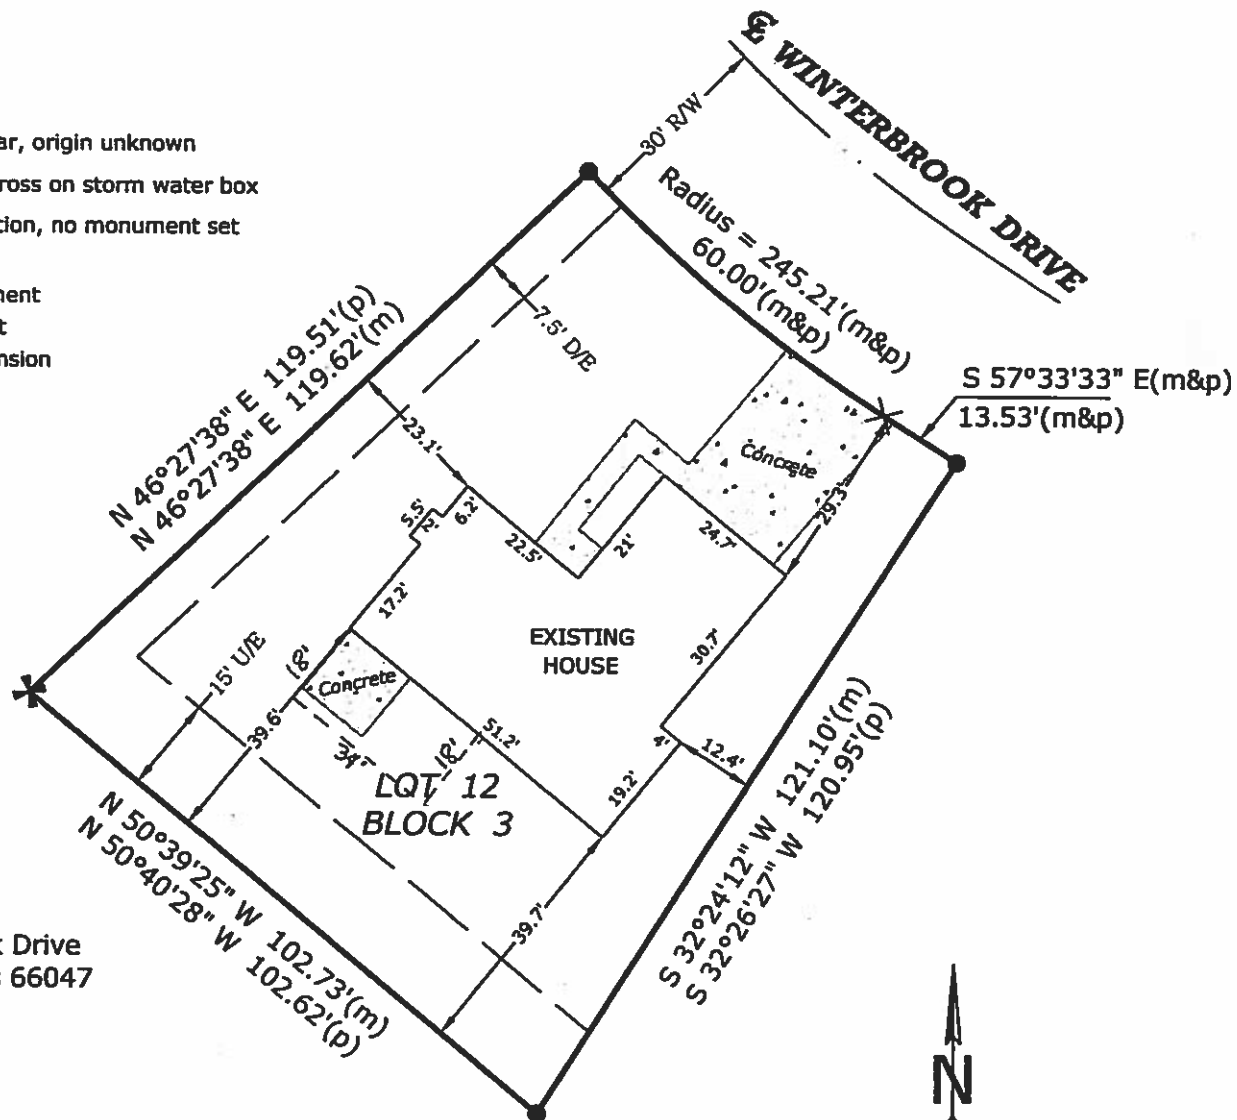 ar, origin unknown
ross on storm water box
tion, no monument set
ment
t
nsion
℄ WINTERBROOK DRIVE
30' R/W
Radius = 245.21'(m&p)
60.00'(m&p)
S 57°33'33" E(m&p)
13.53'(m&p)
N 46°27'38" E 119.51'(p)
N 46°27'38" E 119.62'(m)
7.5' D/E
23.1'
Concrete
29.3'
5.5'
2'
6.2'
22.5'
21'
24.7'
17.2'
EXISTING
HOUSE
30.7'
15' U/E
18'
Concrete
39.6'
34'
18'
51.2'
4'
12.4'
19.2'
LOT 12
BLOCK 3
39.7'
S 32°24'12" W 121.10'(m)
S 32°26'27" W 120.95'(p)
N 50°39'25" W 102.73'(m)
N 50°40'28" W 102.62'(p)
k Drive
s 66047
N